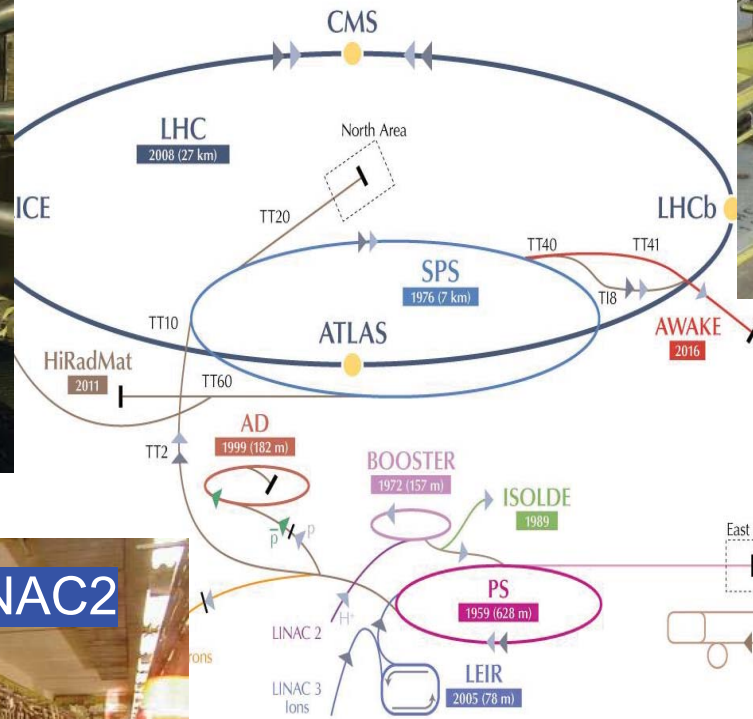 CMS
LHC
2008 (27 km)
North Area
ICE
TT20
LHCb
TT40
TT41
SPS
1976 (7 km)
TI8
TT10
ATLAS
AWAKE
2016
HiRadMat
2011
TT60
AD
1999 (182 m)
TT2
BOOSTER
1972 (157 m)
ISOLDE
1989
p
p̅
East
NAC2
PS
1959 (628 m)
H+
LINAC 2
rons
LEIR
2005 (78 m)
LINAC 3
Ions